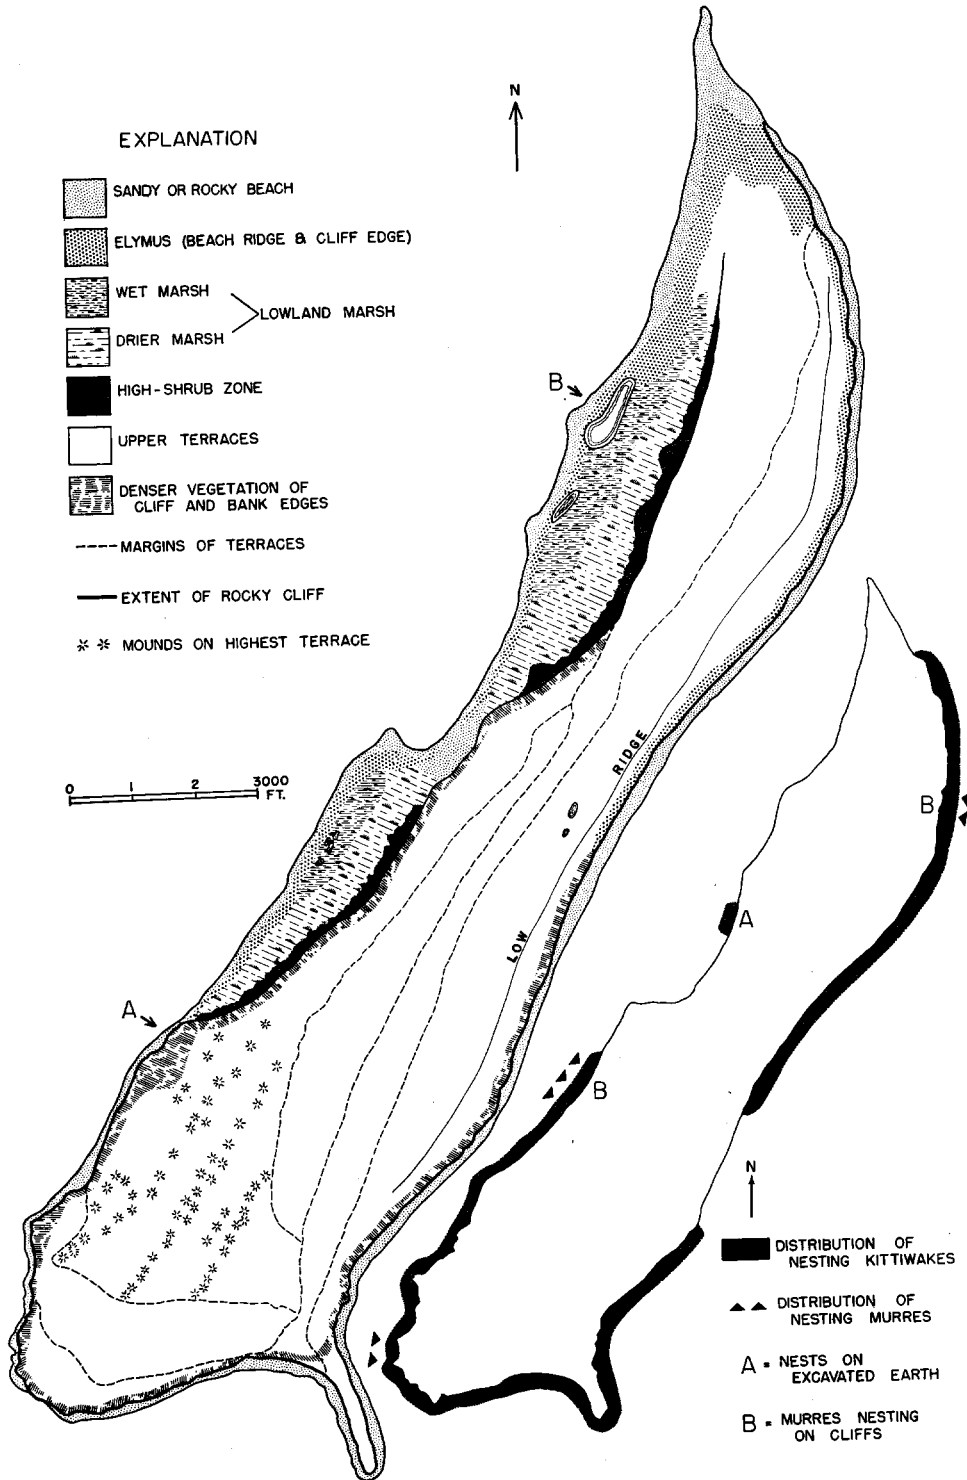 N
EXPLANATION
SANDY OR ROCKY BEACH
ELYMUS (BEACH RIDGE & CLIFF EDGE)
WET MARSH
LOWLAND MARSH
DRIER MARSH
HIGH-SHRUB ZONE
UPPER TERRACES
DENSER VEGETATION OF
CLIFF AND BANK EDGES
MARGINS OF TERRACES
EXTENT OF ROCKY CLIFF
MOUNDS ON HIGHEST TERRACE
0 1 2 3000
FT.
B
A
LOW RIDGE
B
A
B
N
DISTRIBUTION OF
NESTING KITTIWAKES
DISTRIBUTION OF
NESTING MURRES
A = NESTS ON
EXCAVATED EARTH
B = MURRES NESTING
ON CLIFFS